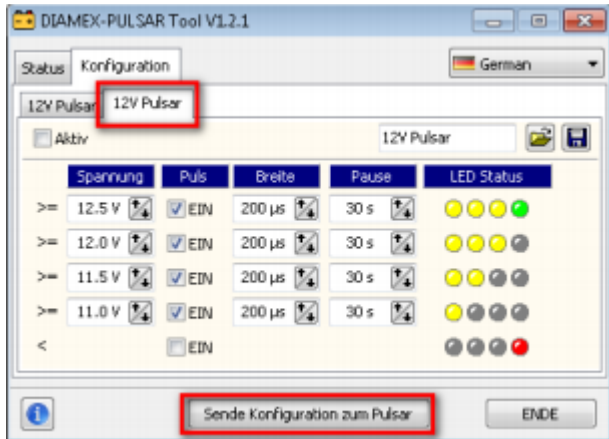 DIAMEX-PULSAR Tool V1.2.1
Status Konfiguration German
12V Pulsar 12V Pulsar
Aktiv 12V Pulsar
Spannung Puls Breite Pause LED Status
>= 12.5 V EIN 200 µs 30 s
>= 12.0 V EIN 200 µs 30 s
>= 11.5 V EIN 200 µs 30 s
>= 11.0 V EIN 200 µs 30 s
< EIN
Sende Konfiguration zum Pulsar ENDE